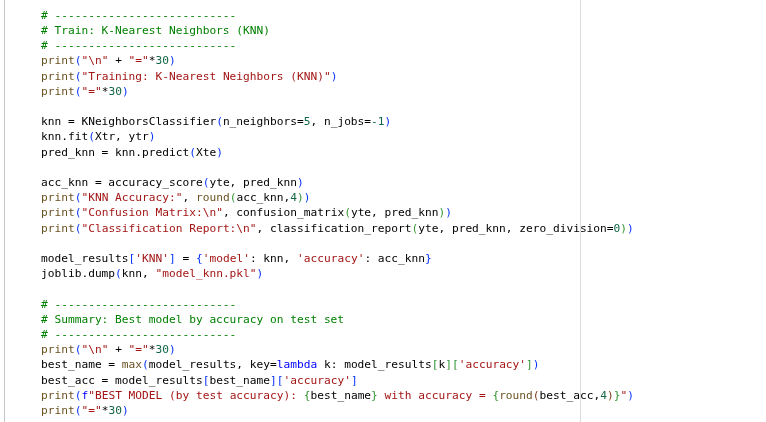 # ---------------------------
# Train: K-Nearest Neighbors (KNN)
# ---------------------------
print("\n" + "="*30)
print("Training: K-Nearest Neighbors (KNN)")
print("="*30)
knn = KNeighborsClassifier(n_neighbors=5, n_jobs=-1)
knn.fit(Xtr, ytr)
pred_knn = knn.predict(Xte)
acc_knn = accuracy_score(yte, pred_knn)
print("KNN Accuracy:", round(acc_knn,4))
print("Confusion Matrix:\n", confusion_matrix(yte, pred_knn))
print("Classification Report:\n", classification_report(yte, pred_knn, zero_division=0))
model_results['KNN'] = {'model': knn, 'accuracy': acc_knn}
joblib.dump(knn, "model_knn.pkl")
# ---------------------------
# Summary: Best model by accuracy on test set
# ---------------------------
print("\n" + "="*30)
best_name = max(model_results, key=lambda k: model_results[k]['accuracy'])
best_acc = model_results[best_name]['accuracy']
print(f"BEST MODEL (by test accuracy): {best_name} with accuracy = {round(best_acc,4)}")
print("="*30)